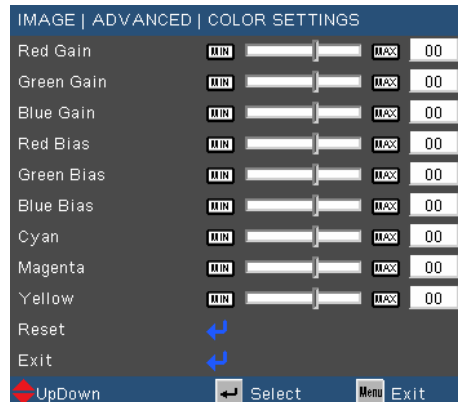 IMAGE | ADVANCED | COLOR SETTINGS
Red Gain MIN MAX 00
Green Gain MIN MAX 00
Blue Gain MIN MAX 00
Red Bias MIN MAX 00
Green Bias MIN MAX 00
Blue Bias MIN MAX 00
Cyan MIN MAX 00
Magenta MIN MAX 00
Yellow MIN MAX 00
Reset
Exit
UpDown Select Menu Exit